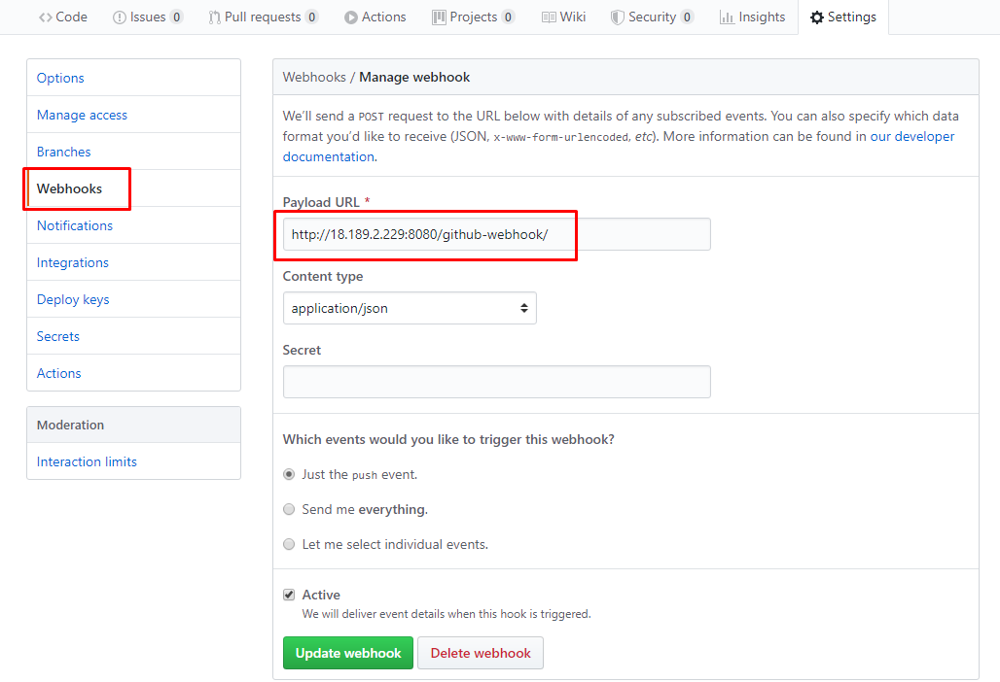 Code Issues 0 Pull requests 0 Actions Projects 0 Wiki Security 0 Insights Settings
Options
Manage access
Branches
Webhooks
Notifications
Integrations
Deploy keys
Secrets
Actions
Moderation
Interaction limits
Webhooks / Manage webhook
We'll send a POST request to the URL below with details of any subscribed events. You can also specify which data
format you'd like to receive (JSON, x-www-form-urlencoded, etc). More information can be found in our developer
documentation.
Payload URL *
http://18.189.2.229:8080/github-webhook/
Content type
application/json
Secret
Which events would you like to trigger this webhook?
Just the push event.
Send me everything.
Let me select individual events.
Active
We will deliver event details when this hook is triggered.
Update webhook Delete webhook